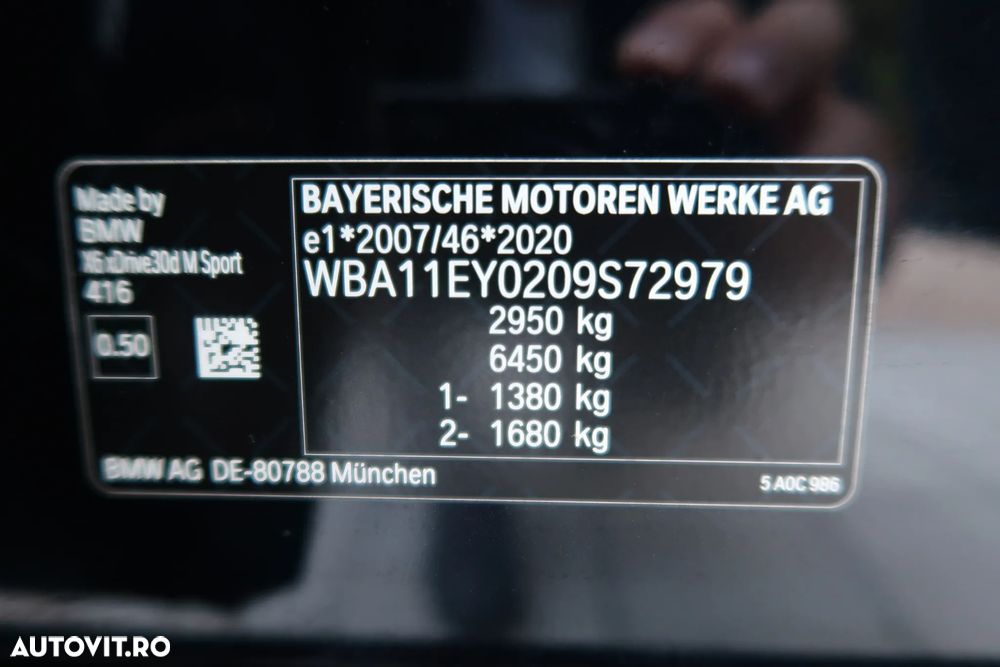 Made by
BMW
X6 xDrive30d M Sport
416
0.50
BAYERISCHE MOTOREN WERKE AG
e1*2007/46*2020
WBA11EY0209S72979
2950 kg
6450 kg
1- 1380 kg
2- 1680 kg
BMW AG DE-80788 München
5 A0C 986
AUTOVIT.RO